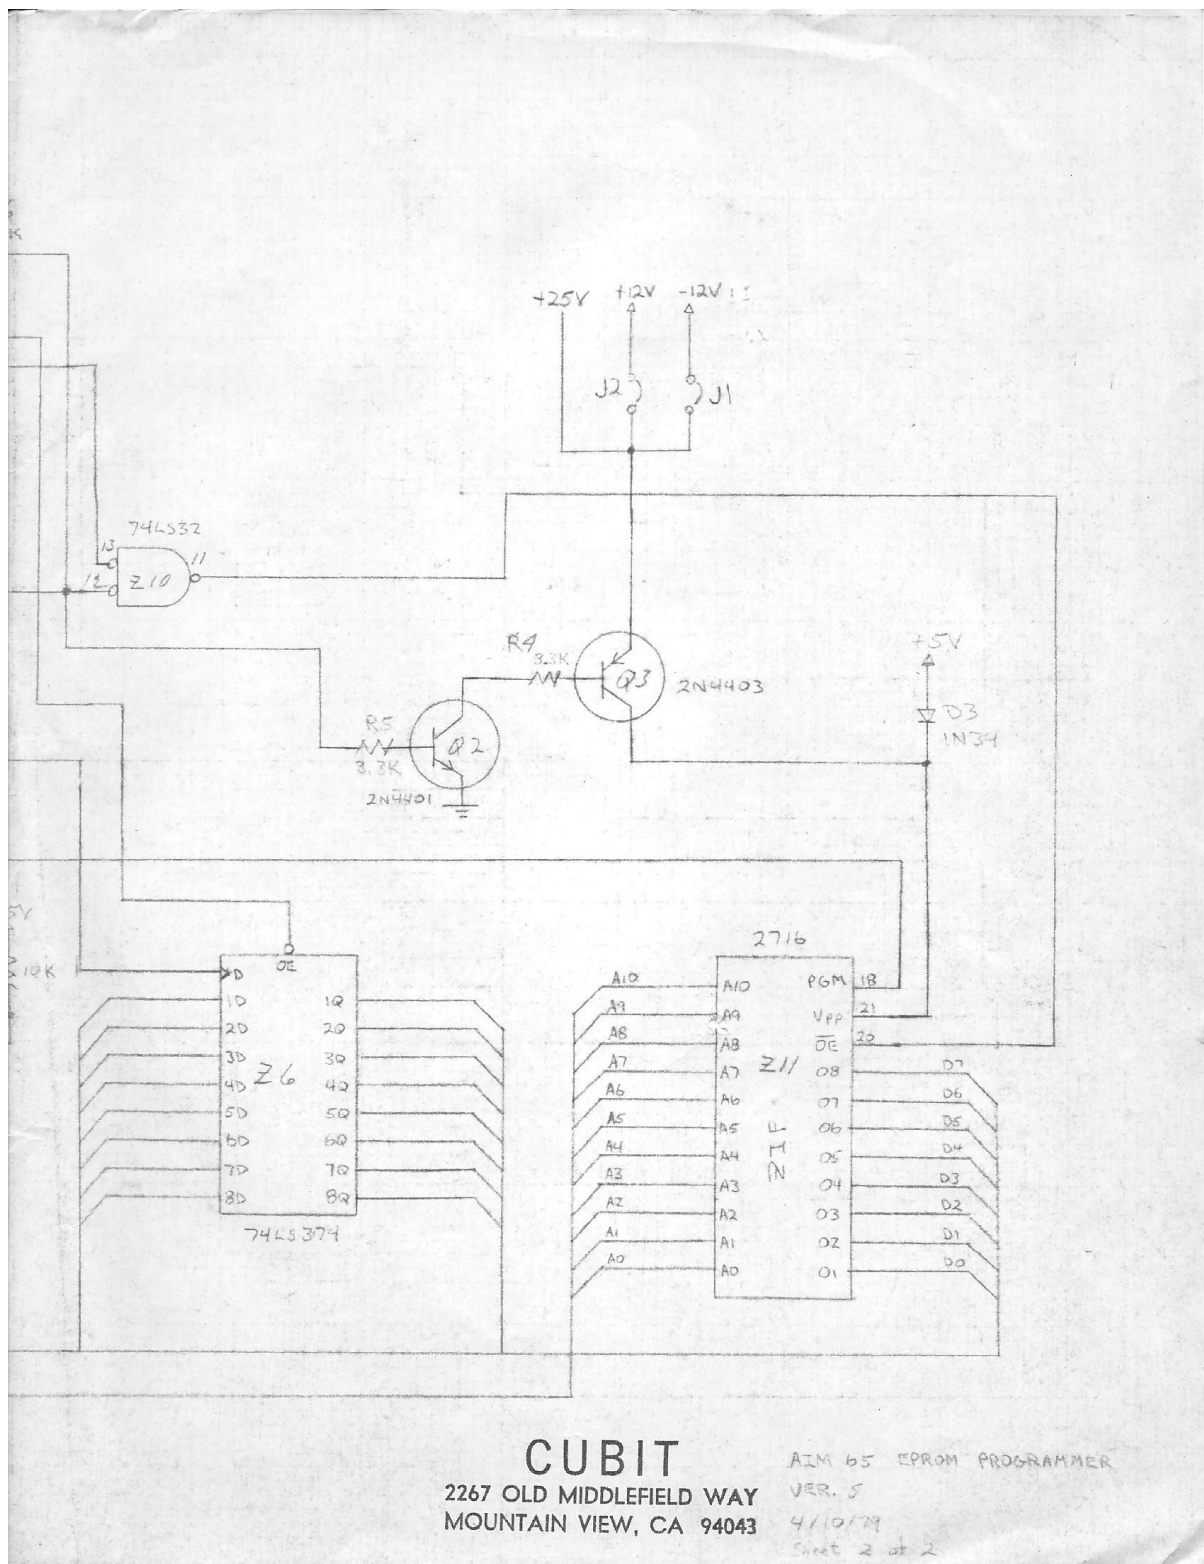 K
+25V +12V -12V
J2 J1
74LS32
13 11
12 Z10
R4
3.3K Q3 2N4403
+5V
D3
1N34
R5
3.3K Q2
2N4401
5V
10K
2716
OE
D
1D 1Q
2D 2Q
3D 3Q
Z6
4D 4Q
5D 5Q
6D 6Q
7D 7Q
8D 8Q
74LS374
A10 A10 PGM 18
A9 A9 Vpp 21
A8 A8 OE 20
A7 A7 Z11 O8 D7
A6 A6 O7 D6
A5 A5 O6 D5
A4 A4 O5 D4
A3 A3 O4 D3
A2 A2 O3 D2
A1 A1 O2 D1
A0 A0 O1 D0
ZIF
CUBIT
2267 OLD MIDDLEFIELD WAY
MOUNTAIN VIEW, CA 94043
AIM 65 EPROM PROGRAMMER
VER. 5
4/10/79
Sheet 2 of 2